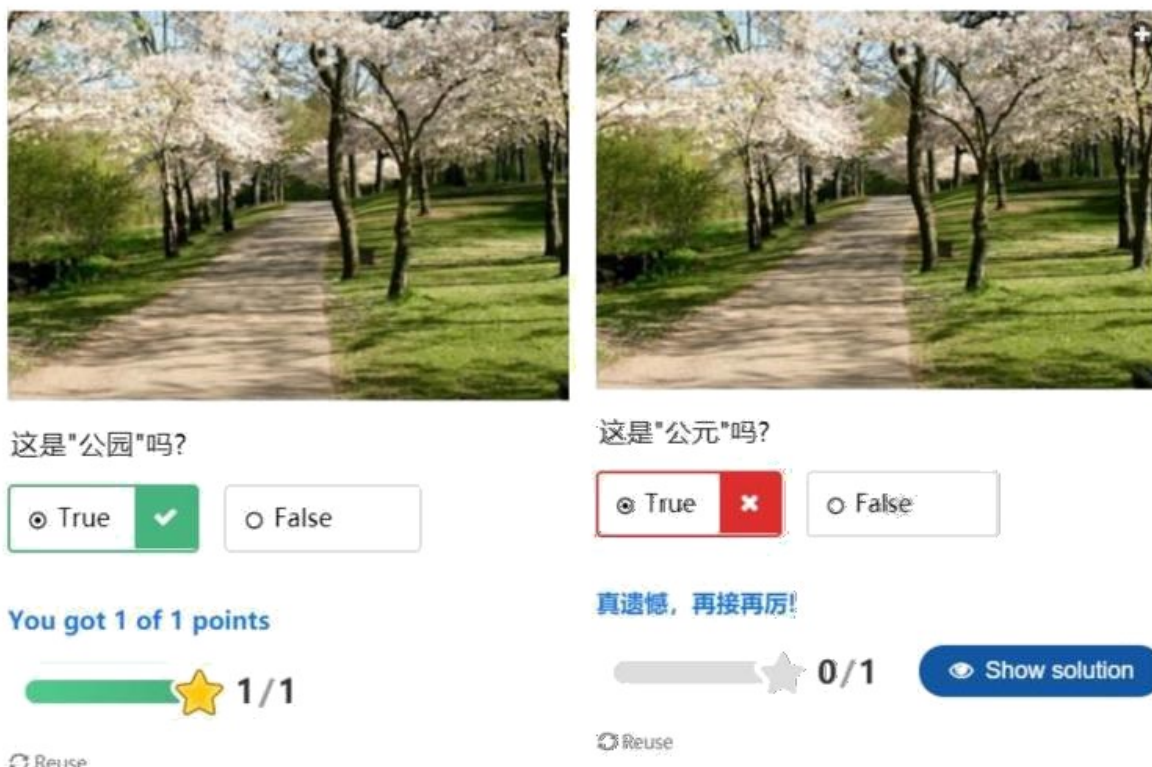 这是"公园"吗?
True
False
You got 1 of 1 points
1/1
Reuse
这是"公元"吗?
True
False
真遗憾，再接再厉!
0/1
Show solution
Reuse